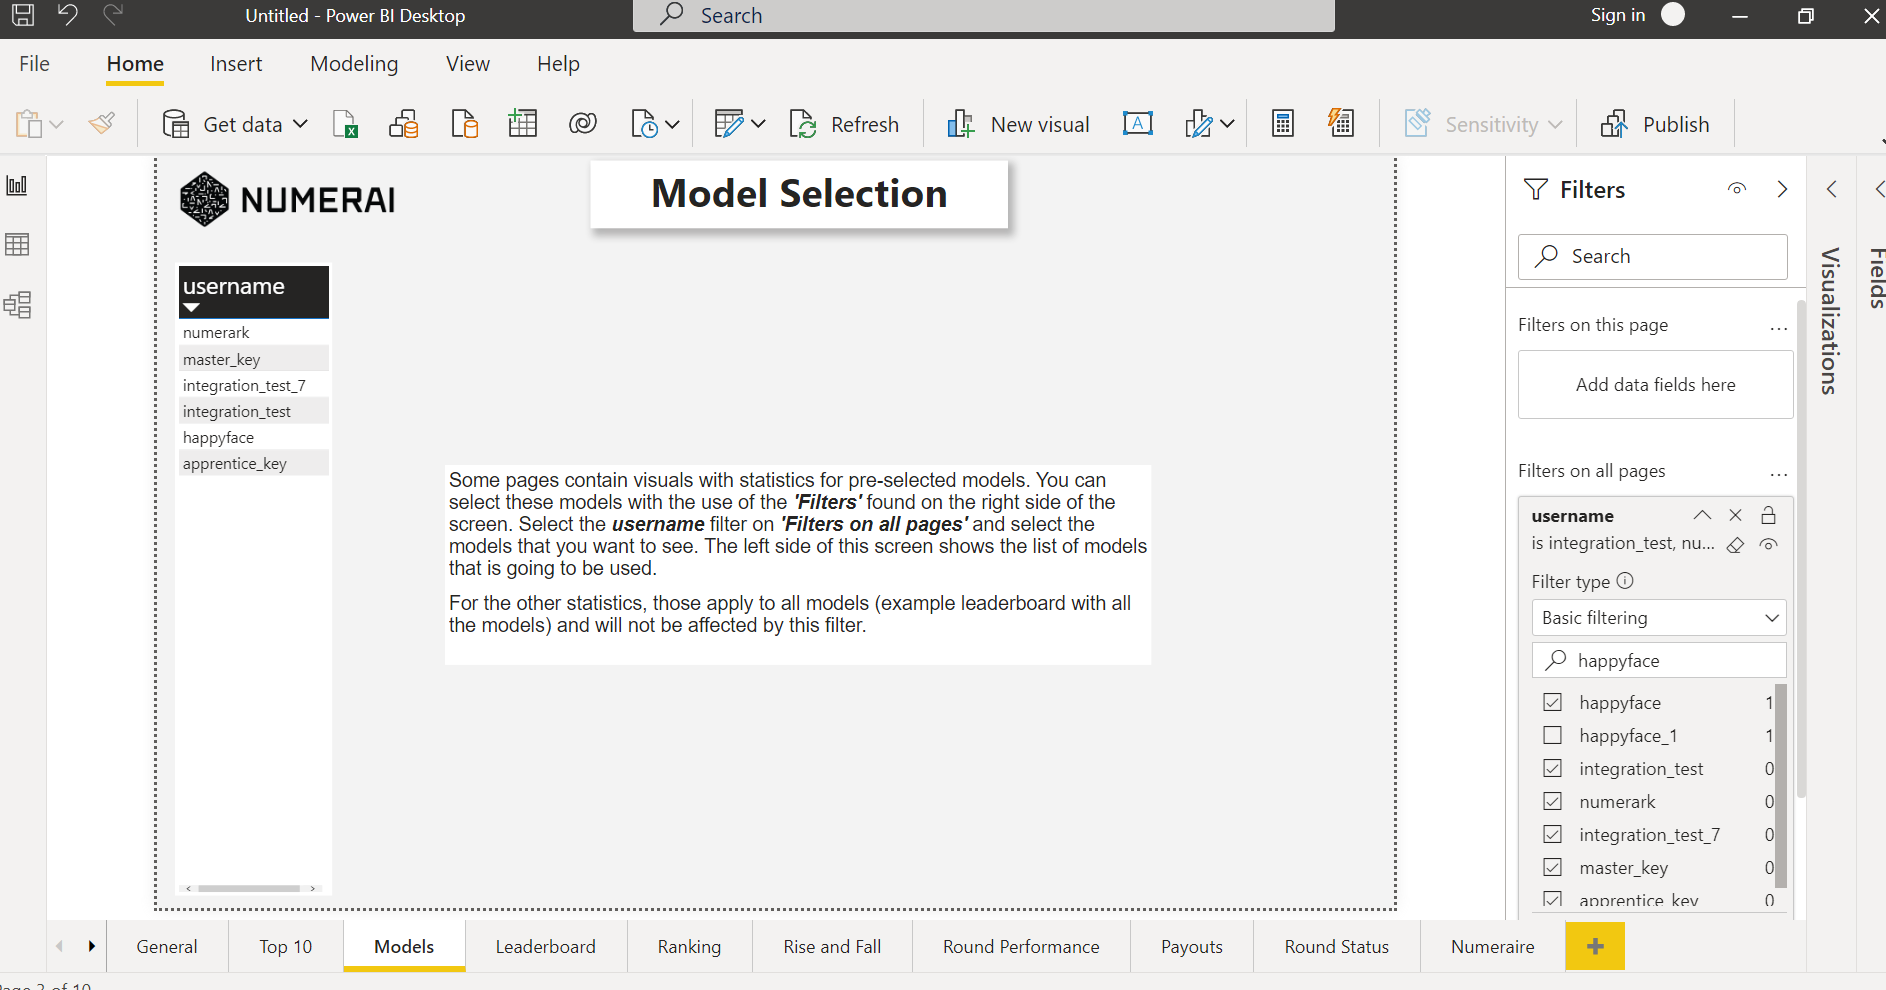 Untitled - Power BI Desktop
Search
Sign in
File
Home
Insert
Modeling
View
Help
Get data
Refresh
New visual
A
Sensitivity
Publish
NUMERAI
Model Selection
username
numerark
master_key
integration_test_7
integration_test
happyface
apprentice_key
Some pages contain visuals with statistics for pre-selected models. You can
select these models with the use of the 'Filters' found on the right side of the
screen. Select the username filter on 'Filters on all pages' and select the
models that you want to see. The left side of this screen shows the list of models
that is going to be used.
For the other statistics, those apply to all models (example leaderboard with all
the models) and will not be affected by this filter.
Filters
Search
Filters on this page ...
Add data fields here
Filters on all pages ...
username
is integration_test, nu...
Filter type
Basic filtering
happyface
happyface 1
happyface_1 1
integration_test 0
numerark 0
integration_test_7 0
master_key 0
apprentice_key 0
Visualizations
Fields
General
Top 10
Models
Leaderboard
Ranking
Rise and Fall
Round Performance
Payouts
Round Status
Numeraire
Page 3 of 10